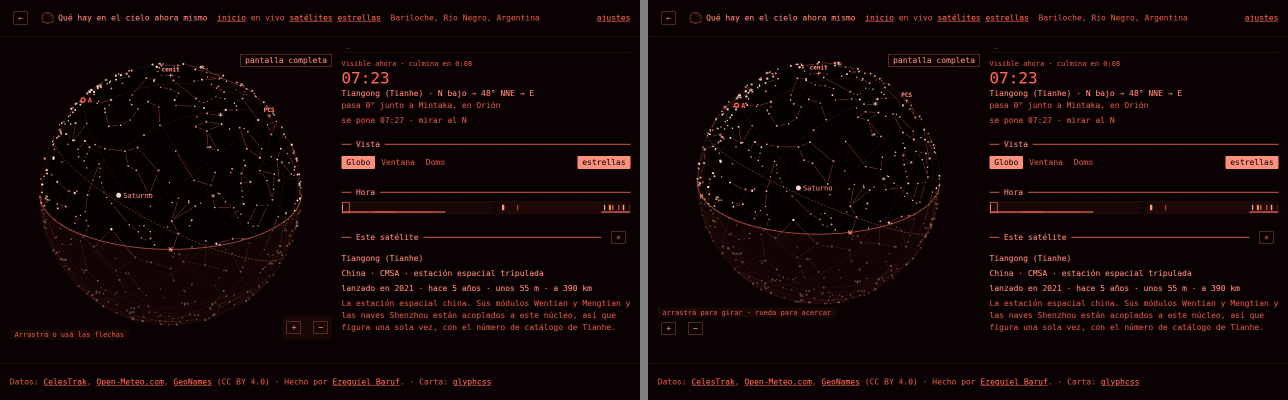 ← Qué hay en el cielo ahora mismo inicio en vivo satélites estrellas Bariloche, Río Negro, Argentina ajustes
pantalla completa
cenit
A
PCS
Saturno
Arrastrá o usá las flechas
+ −
Visible ahora · culmina en 0:08
07:23
Tiangong (Tianhe) · N bajo → 48° NNE → E
pasa 0° junto a Mintaka, en Orión
se pone 07:27 · mirar al N
Vista
Globo Ventana Domo estrellas
Hora
Este satélite ×
Tiangong (Tianhe)
China · CMSA · estación espacial tripulada
lanzado en 2021 · hace 5 años · unos 55 m · a 390 km
La estación espacial china. Sus módulos Wentian y Mengtian y
las naves Shenzhou están acoplados a este núcleo, así que
figura una sola vez, con el número de catálogo de Tianhe.
Datos: CelesTrak, Open-Meteo.com, GeoNames (CC BY 4.0) · Hecho por Ezequiel Baruf. · Carta: glyphcss
← Qué hay en el cielo ahora mismo inicio en vivo satélites estrellas Bariloche, Río Negro, Argentina ajustes
pantalla completa
cenit
A
PCS
Saturno
arrastrá para girar · rueda para acercar
+ −
Visible ahora · culmina en 0:08
07:23
Tiangong (Tianhe) · N bajo → 48° NNE → E
pasa 0° junto a Mintaka, en Orión
se pone 07:27 · mirar al N
Vista
Globo Ventana Domo estrellas
Hora
Este satélite ×
Tiangong (Tianhe)
China · CMSA · estación espacial tripulada
lanzado en 2021 · hace 5 años · unos 55 m · a 390 km
La estación espacial china. Sus módulos Wentian y Mengtian y
las naves Shenzhou están acoplados a este núcleo, así que
figura una sola vez, con el número de catálogo de Tianhe.
Datos: CelesTrak, Open-Meteo.com, GeoNames (CC BY 4.0) · Hecho por Ezequiel Baruf. · Carta: glyphcss